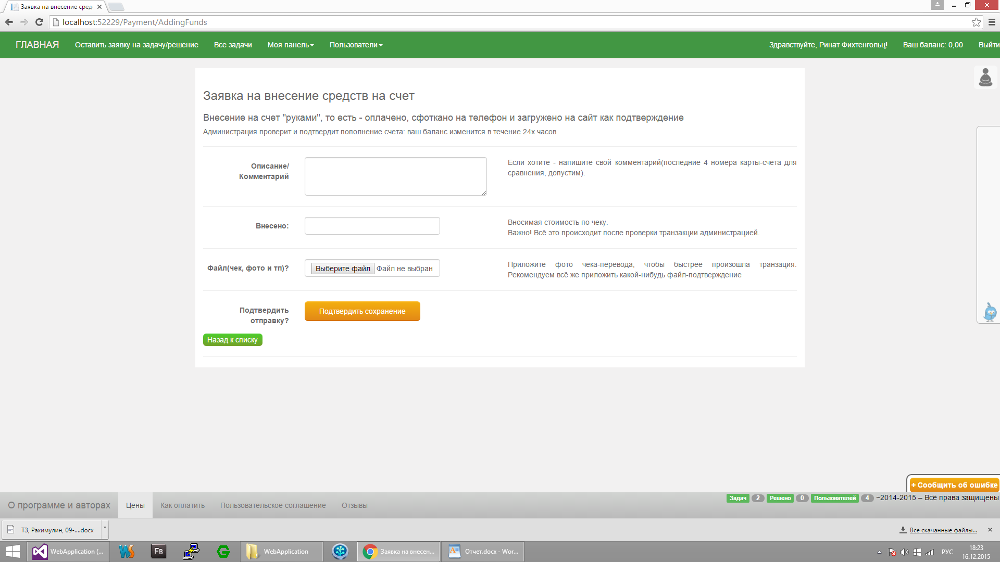 Заявка на внесение сред
localhost:52229/Payment/AddingFunds
ГЛАВНАЯ Оставить заявку на задачу/решение Все задачи Моя панель Пользователи Здравствуйте, Ринат Фихтенгольц! Ваш баланс: 0,00 Выйти
Заявка на внесение средств на счет
Внесение на счет "руками", то есть - оплачено, сфоткано на телефон и загружено на сайт как подтверждение
Администрация проверит и подтвердит пополнение счета: ваш баланс изменится в течение 24х часов
Описание/
Комментарий
Если хотите - напишите свой комментарий(последние 4 номера карты-счета для
сравнения, допустим).
Внесено:
Вносимая стоимость по чеку.
Важно! Всё это происходит после проверки транзакции администрацией.
Файл(чек, фото и тп)?
Выберите файл Файл не выбран
Приложите фото чека-перевода, чтобы быстрее произошла транзация.
Рекомендуем всё же приложить какой-нибудь файл-подтверждение
Подтвердить
отправку?
Подтвердить сохранение
Назад к списку
+ Сообщить об ошибке
О программе и авторах Цены Как оплатить Пользовательское соглашение Отзывы
Задач 2 Решено 0 Пользователей 4 ~2014-2015 – Всё права защищены
ТЗ, Рахимулин, 09-....docx
Все скачанные файлы...
WebApplication (... WS FB WebApplication Заявка на внесен... Отчет.docx - Wor... РУС
18:23
16.12.2015